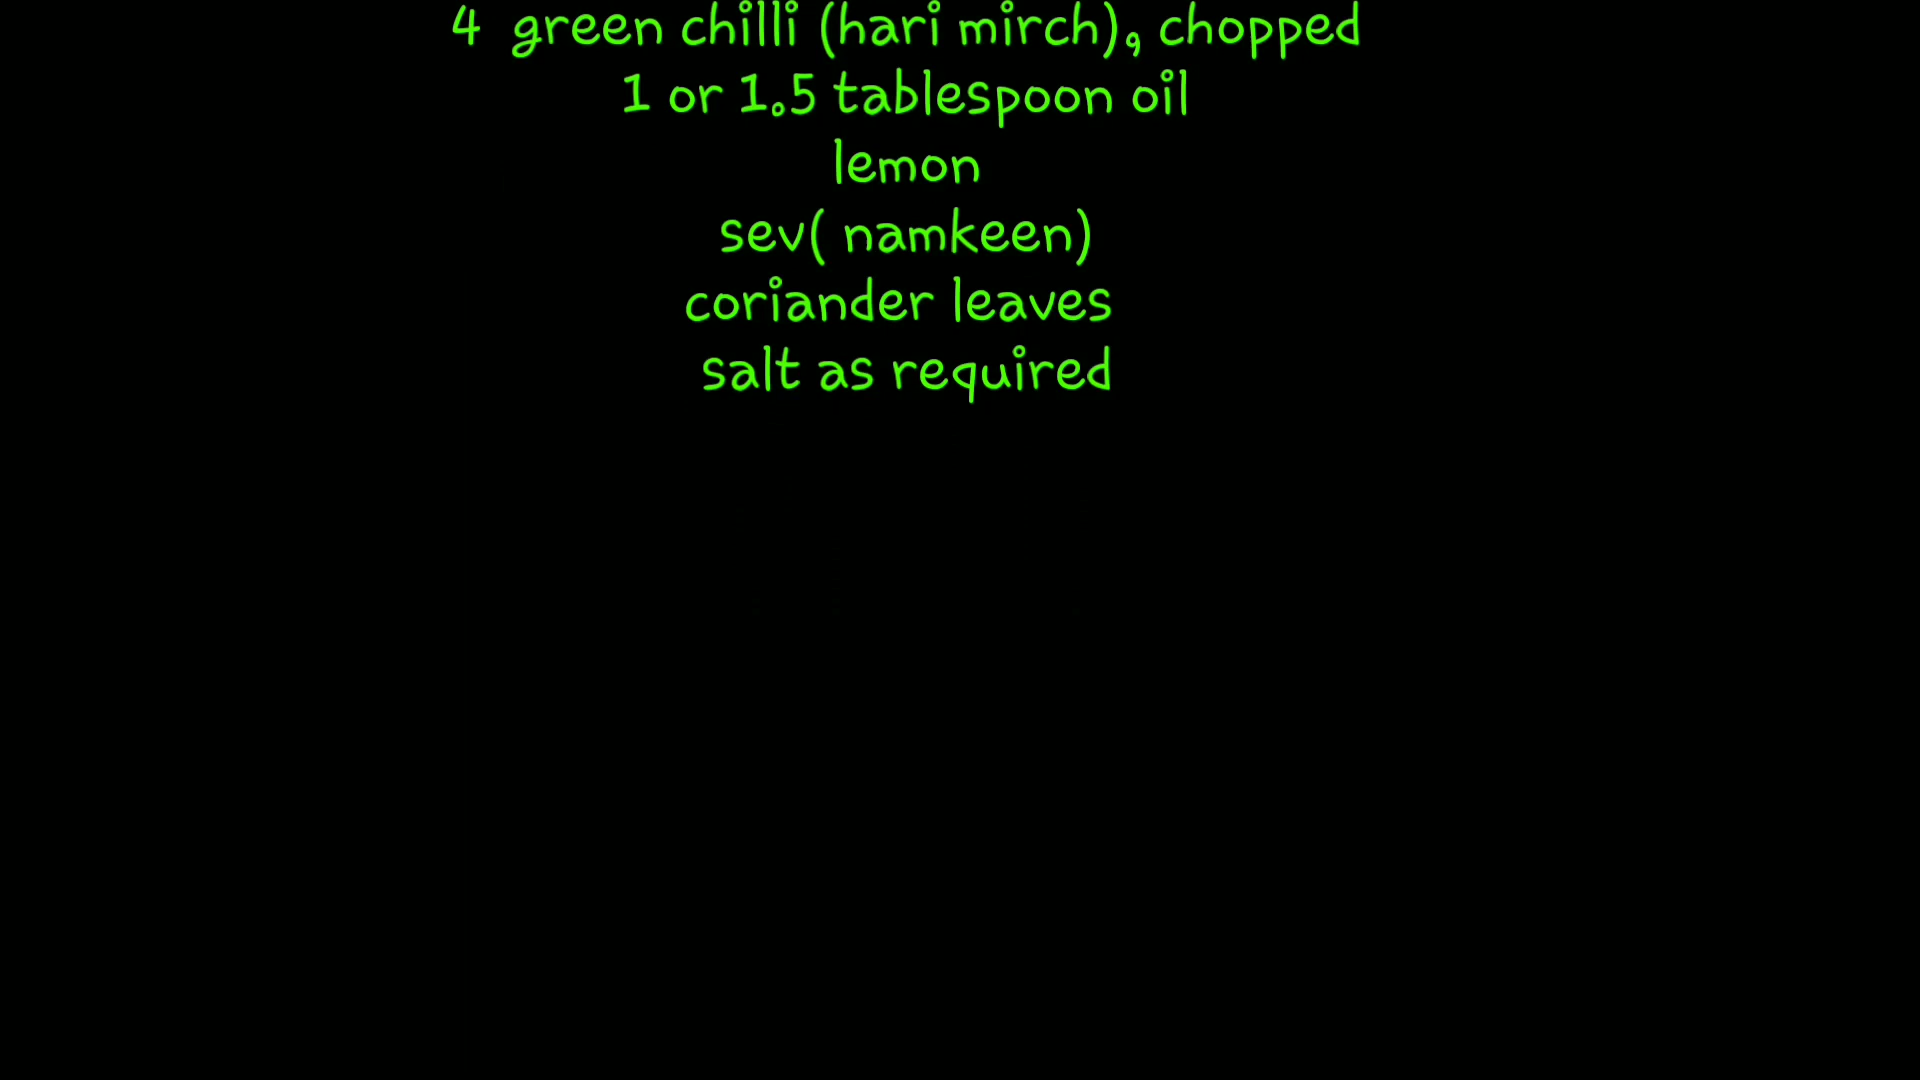 4 green chilli (hari mirch), chopped
1 or 1.5 tablespoon oil
lemon
sev( namkeen)
coriander leaves
salt as required